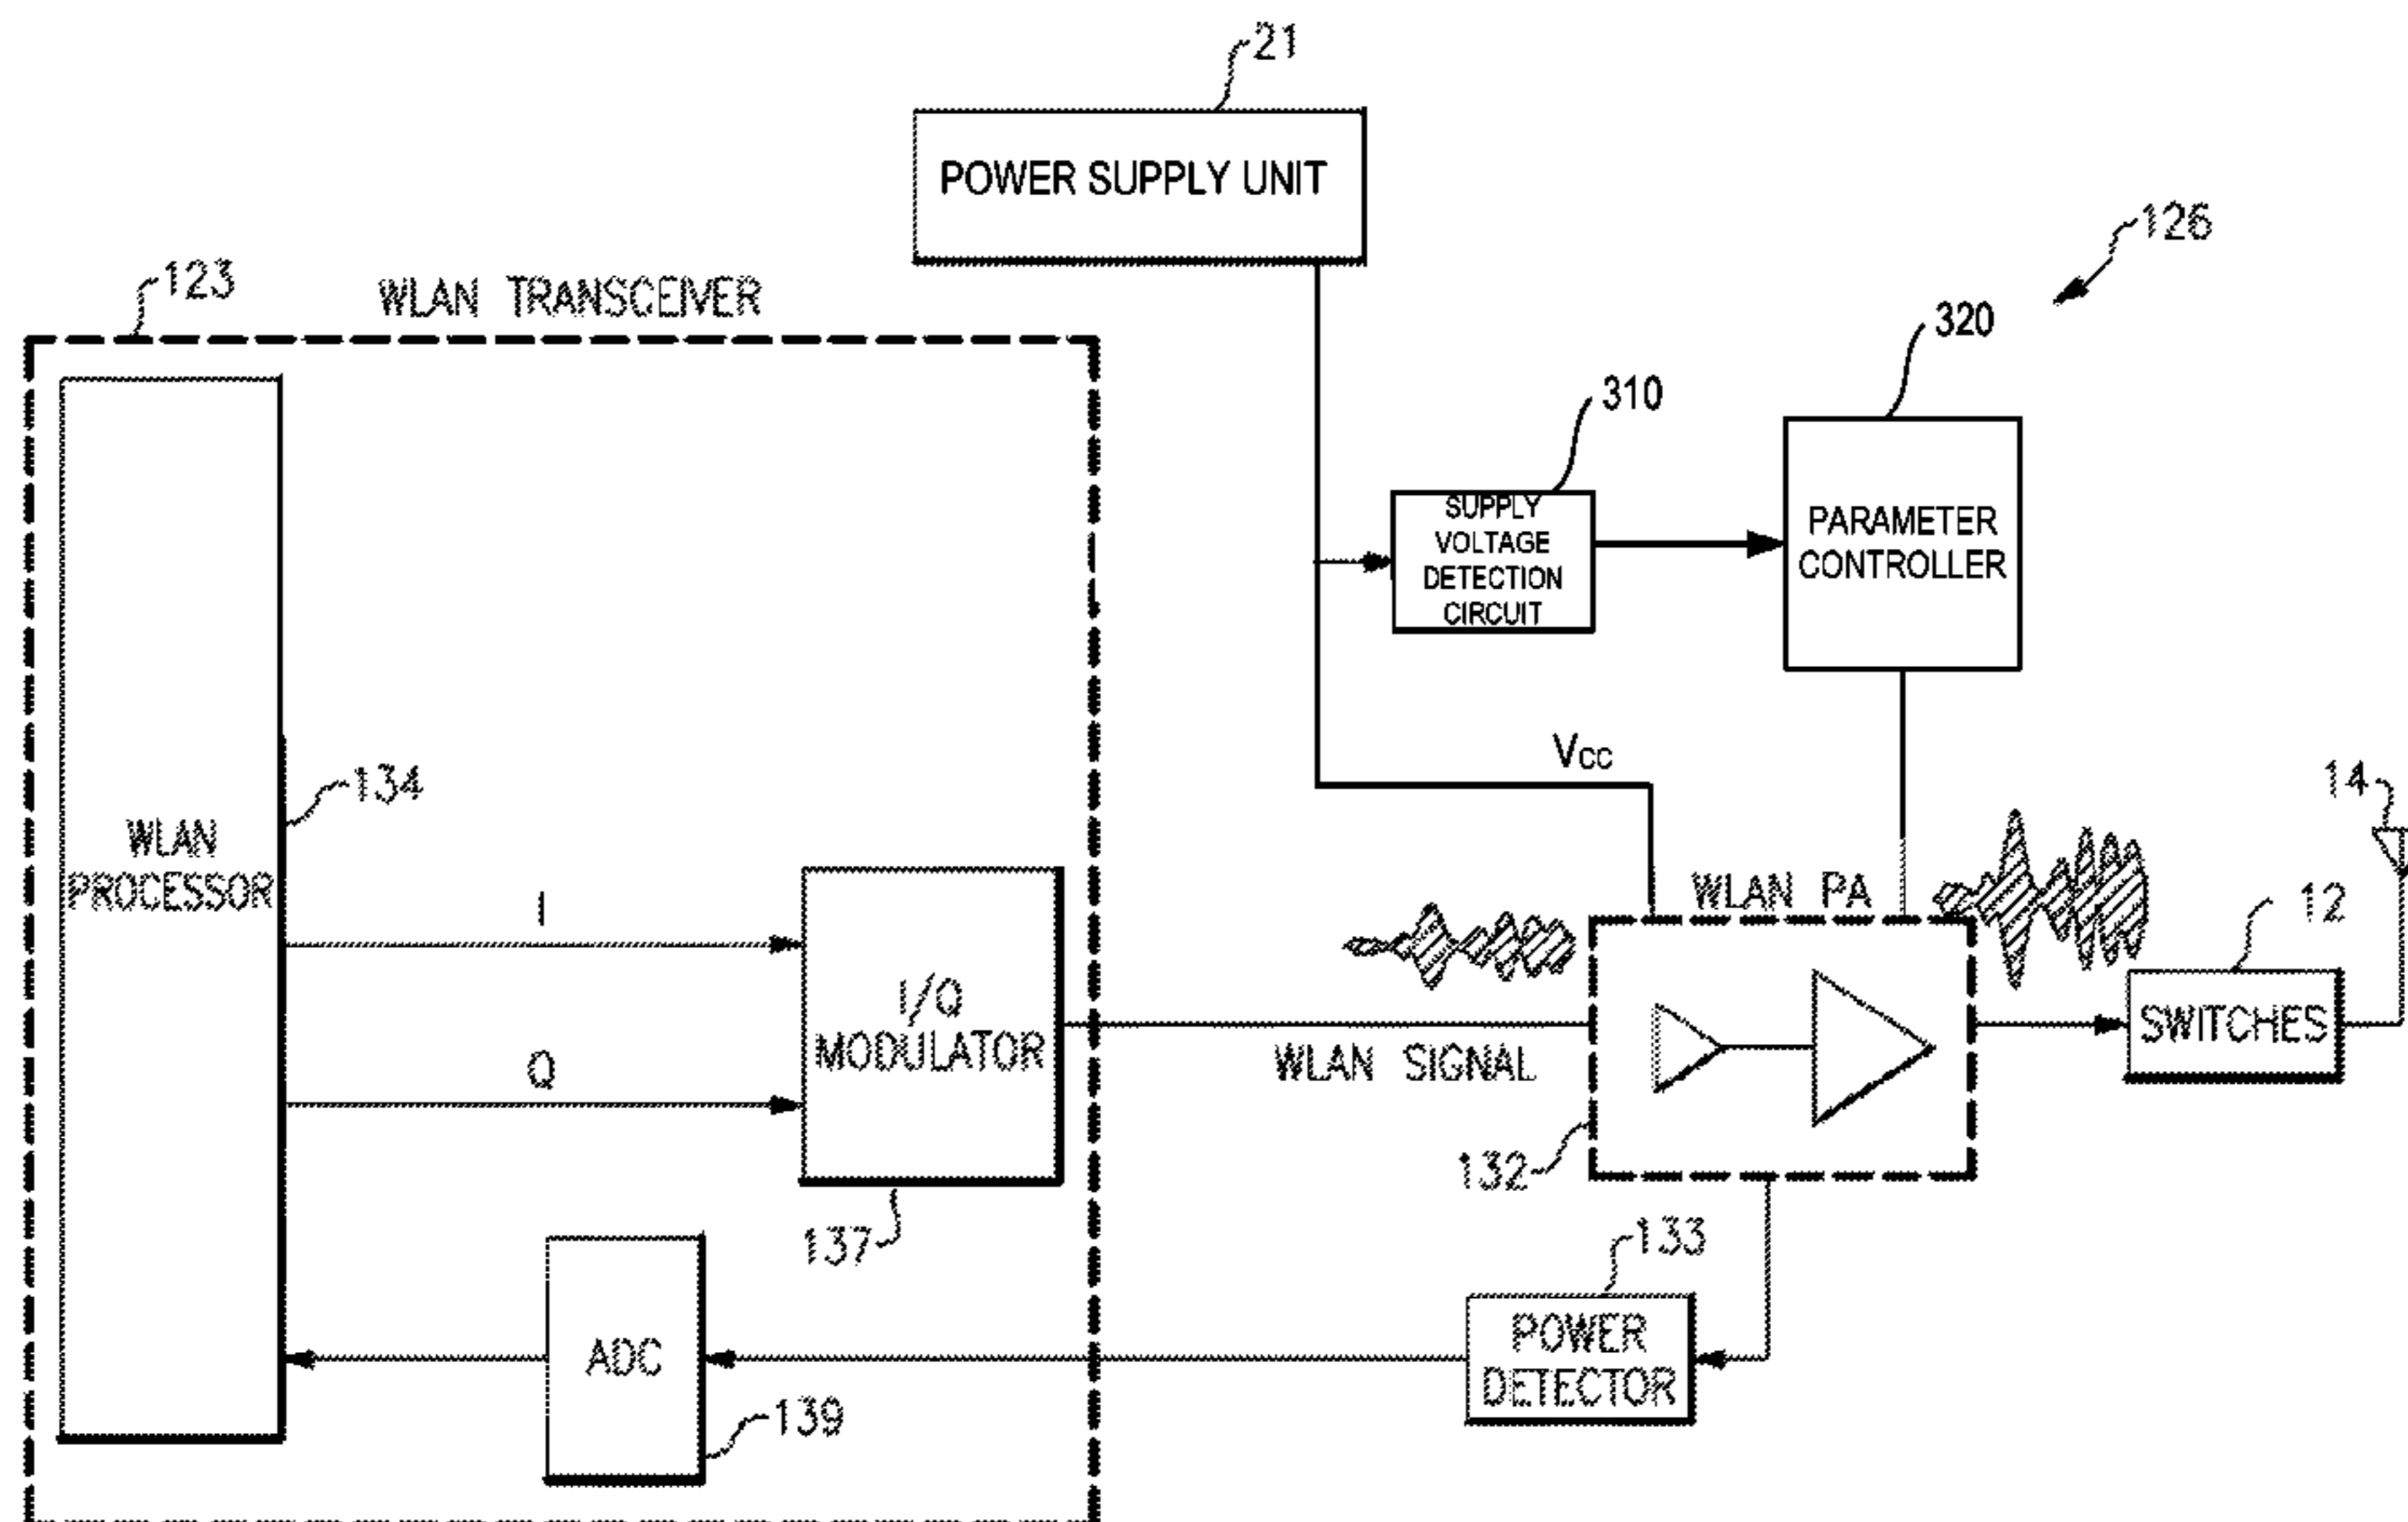 21
POWER SUPPLY UNIT
126
123
WLAN TRANSCEIVER
320
310
SUPPLY
VOLTAGE
DETECTION
CIRCUIT
PARAMETER
CONTROLLER
VCC
134
14
WLAN
PROCESSOR
I
WLAN PA
12
I/Q
MODULATOR
SWITCHES
Q
WLAN SIGNAL
132
137
133
POWER
DETECTOR
ADC
139